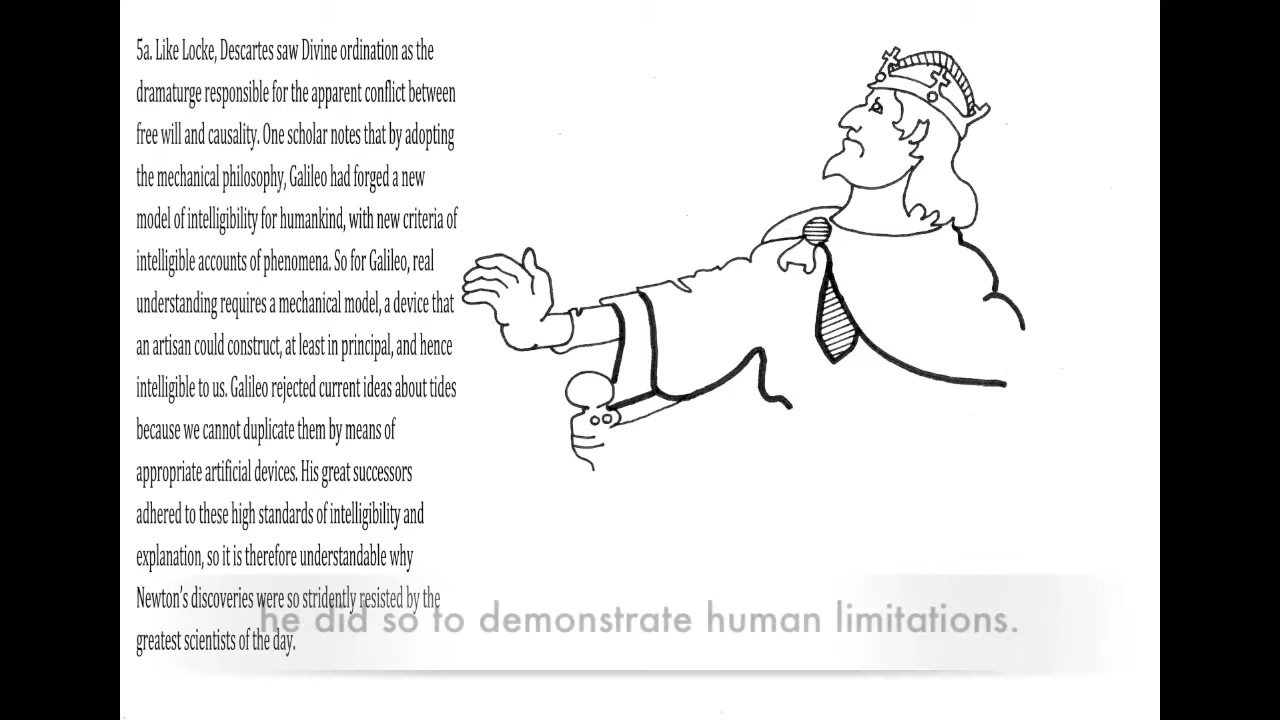 5a. Like Locke, Descartes saw Divine ordination as the
dramaturge responsible for the apparent conflict between
free will and causality. One scholar notes that by adopting
the mechanical philosophy, Galileo had forged a new
model of intelligibility for humankind, with new criteria of
intelligible accounts of phenomena. So for Galileo, real
understanding requires a mechanical model, a device that
an artisan could construct, at least in principal, and hence
intelligible to us. Galileo rejected current ideas about tides
because we cannot duplicate them by means of
appropriate artificial devices. His great successors
adhered to these high standards of intelligibility and
explanation, so it is therefore understandable why
Newton's discoveries were so stridently resisted by the
greatest scientists of the day.
he did so to demonstrate human limitations.